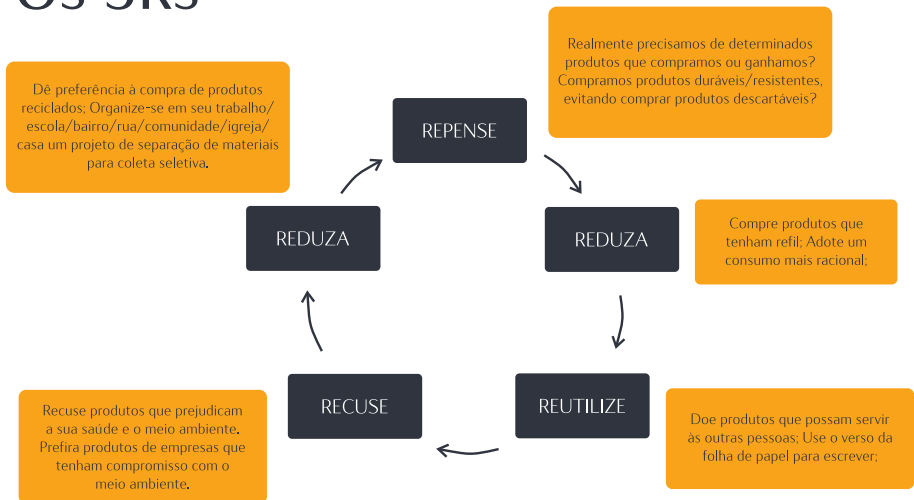 Os 5Rs
Realmente precisamos de determinados
produtos que compramos ou ganhamos?
Compramos produtos duráveis/resistentes,
evitando comprar produtos descartáveis?
Dê preferência à compra de produtos
reciclados; Organize-se em seu trabalho/
escola/bairro/rua/comunidade/igreja/
casa um projeto de separação de materiais
para coleta seletiva.
REPENSE
REDUZA
REDUZA
Compre produtos que
tenham refil; Adote um
consumo mais racional;
RECUSE
REUTILIZE
Recuse produtos que prejudicam
a sua saúde e o meio ambiente.
Prefira produtos de empresas que
tenham compromisso com o
meio ambiente.
Doe produtos que possam servir
às outras pessoas; Use o verso da
folha de papel para escrever;